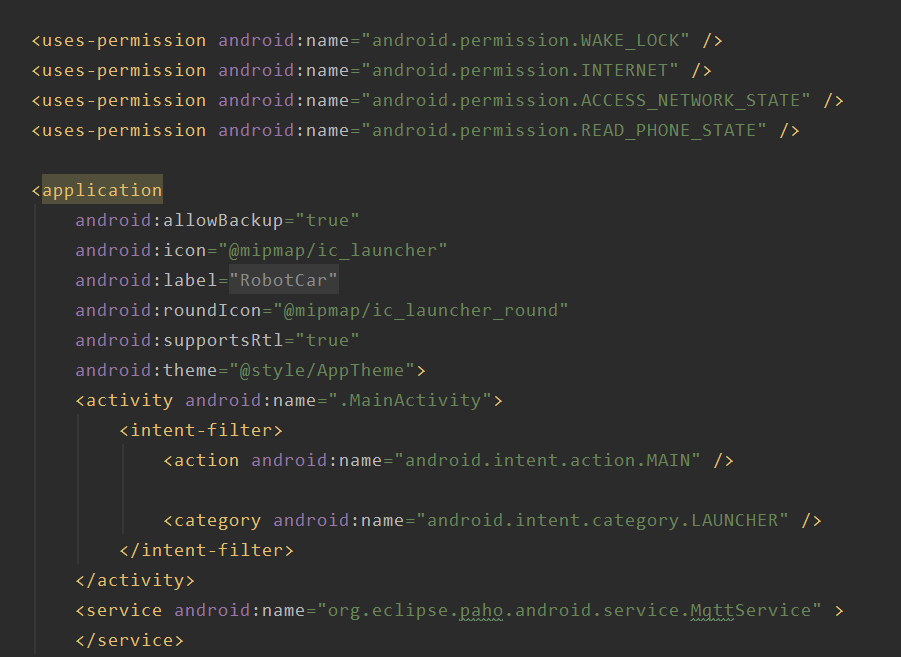 <uses-permission android:name="android.permission.WAKE_LOCK" />
<uses-permission android:name="android.permission.INTERNET" />
<uses-permission android:name="android.permission.ACCESS_NETWORK_STATE" />
<uses-permission android:name="android.permission.READ_PHONE_STATE" />
<application
android:allowBackup="true"
android:icon="@mipmap/ic_launcher"
android:label="RobotCar"
android:roundIcon="@mipmap/ic_launcher_round"
android:supportsRtl="true"
android:theme="@style/AppTheme">
<activity android:name=".MainActivity">
<intent-filter>
<action android:name="android.intent.action.MAIN" />
<category android:name="android.intent.category.LAUNCHER" />
</intent-filter>
</activity>
<service android:name="org.eclipse.paho.android.service.MqttService" >
</service>